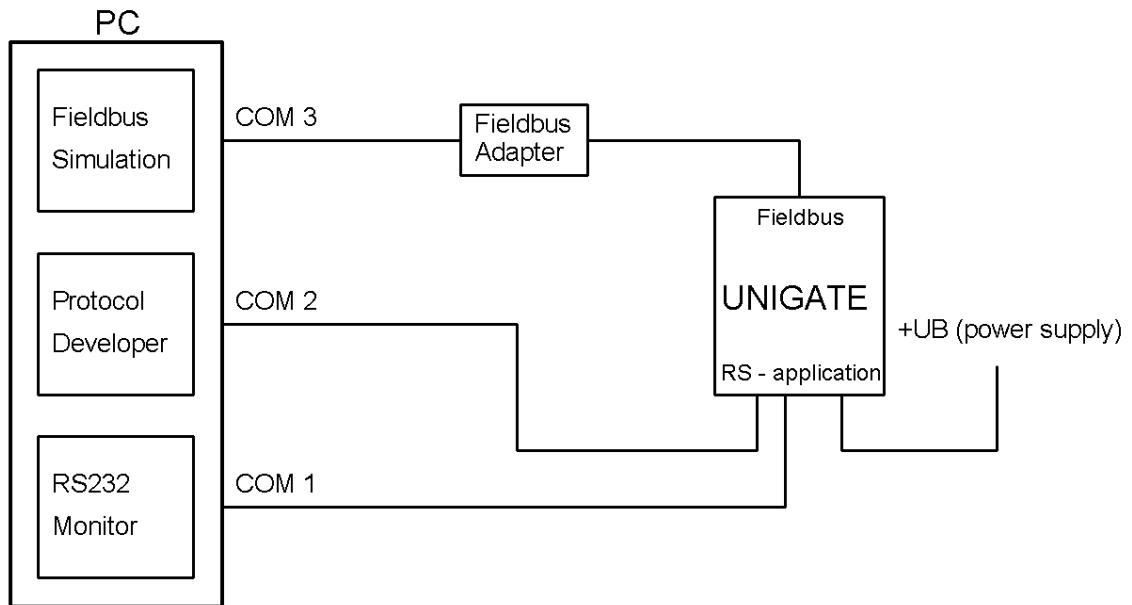 PC
Fieldbus
Simulation
COM 3
Fieldbus
Adapter
Fieldbus
UNIGATE
RS - application
+UB (power supply)
Protocol
Developer
COM 2
RS232
Monitor
COM 1